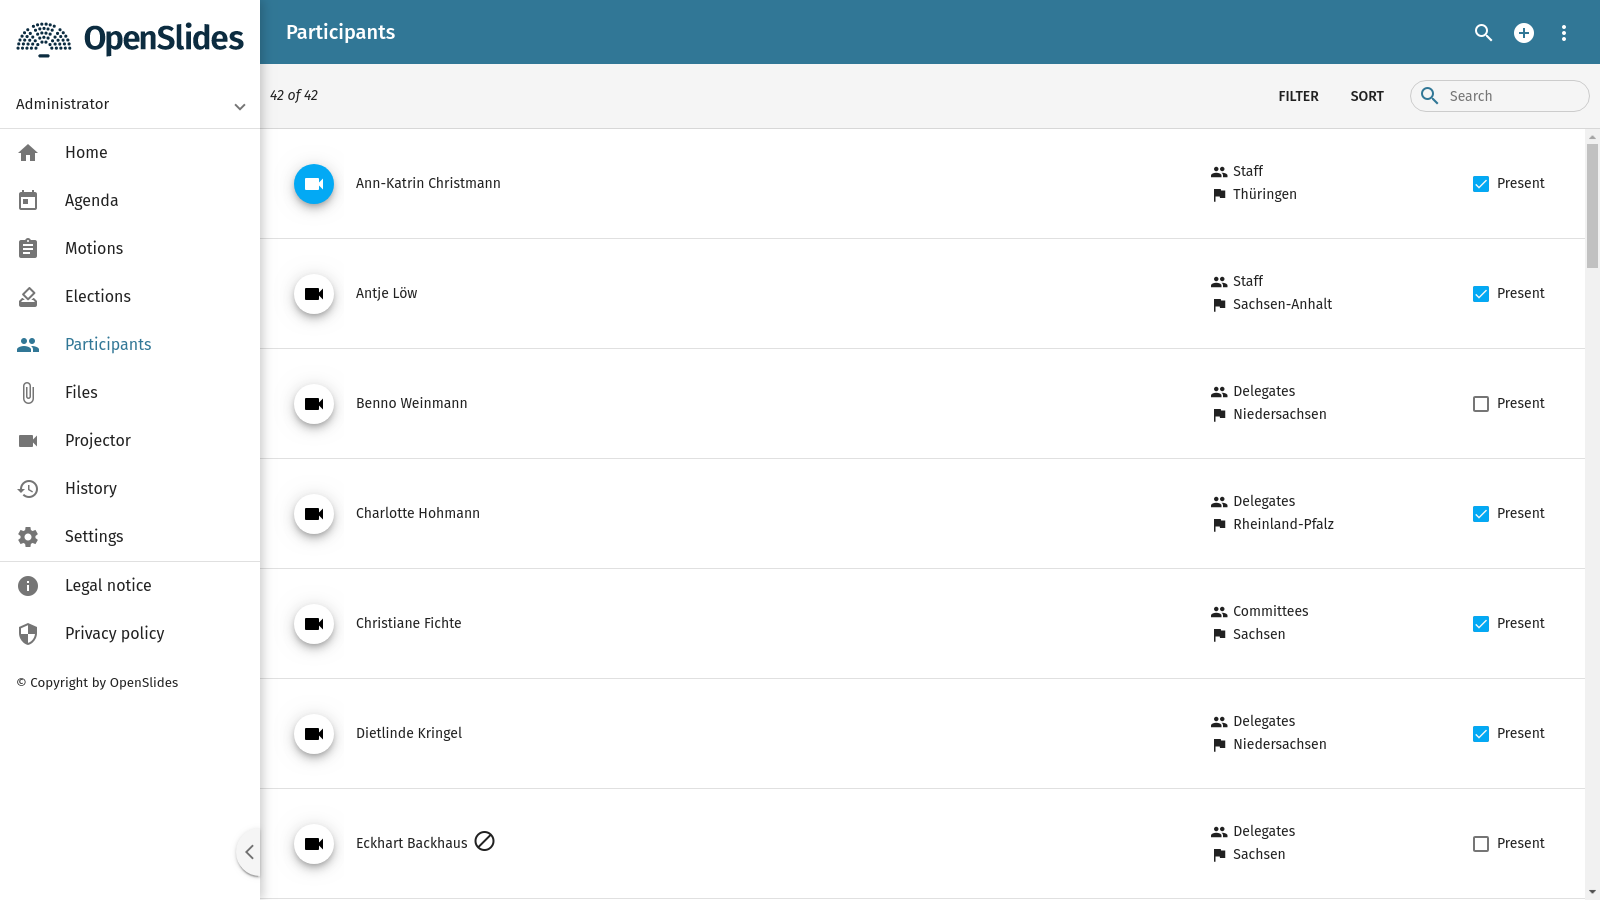 OpenSlides
Participants
Administrator
42 of 42
FILTER
SORT
Search
Home
Agenda
Motions
Elections
Participants
Files
Projector
History
Settings
Legal notice
Privacy policy
© Copyright by OpenSlides
Ann-Katrin Christmann
Staff
Thüringen
Present
Antje Löw
Staff
Sachsen-Anhalt
Present
Benno Weinmann
Delegates
Niedersachsen
Present
Charlotte Hohmann
Delegates
Rheinland-Pfalz
Present
Christiane Fichte
Committees
Sachsen
Present
Dietlinde Kringel
Delegates
Niedersachsen
Present
Eckhart Backhaus
Delegates
Sachsen
Present